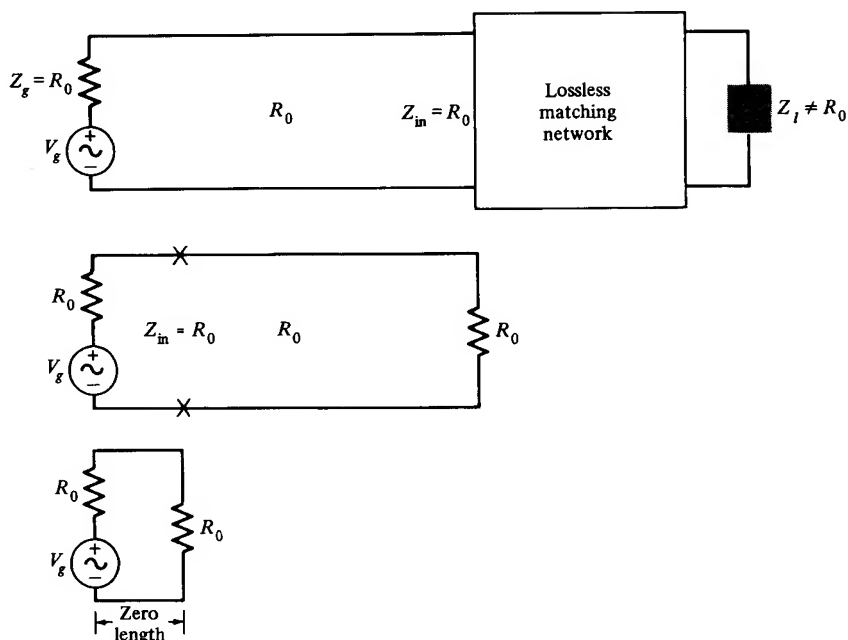 Z_g = R_0
R_0
Z_in = R_0
Lossless
matching
network
Z_l ≠ R_0
+
V_g
−
R_0
Z_in = R_0
R_0
R_0
+
V_g
−
R_0
R_0
+
V_g
−
Zero
length